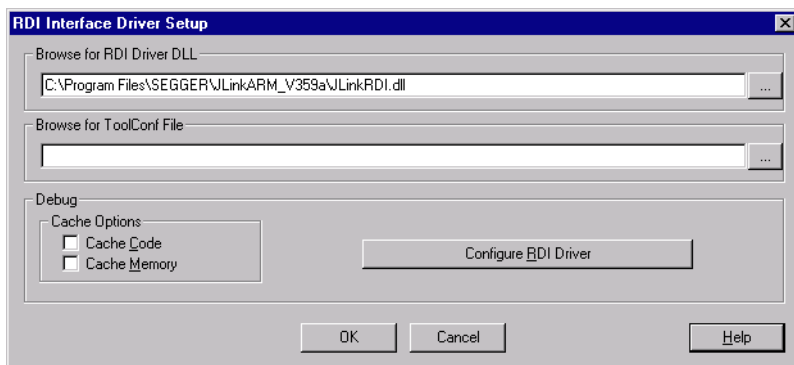 RDI Interface Driver Setup
Browse for RDI Driver DLL
C:\Program Files\SEGGER\JLinkARM_V359a\JLinkRDI.dll
...
Browse for ToolConf File
...
Debug
Cache Options
Cache Code
Cache Memory
Configure RDI Driver
OK
Cancel
Help